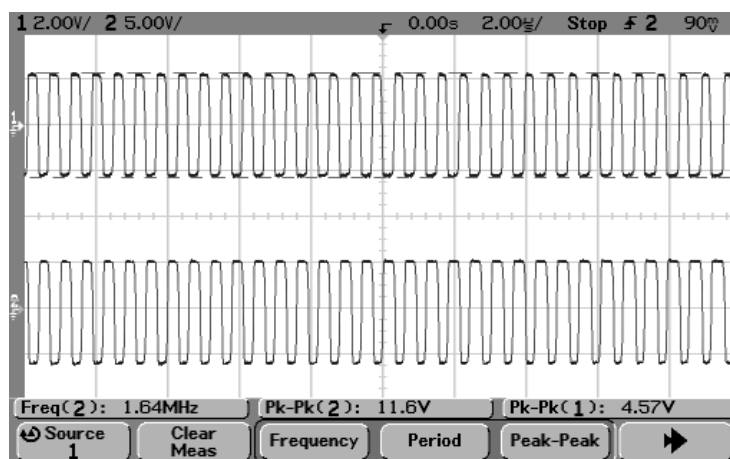 1 2.00V/ 2 5.00V/ 0.00s 2.00㎲/ Stop 2 90mV
Freq(2): 1.64MHz Pk-Pk(2): 11.6V Pk-Pk(1): 4.57V
Source 1 Clear Meas Frequency Period Peak-Peak